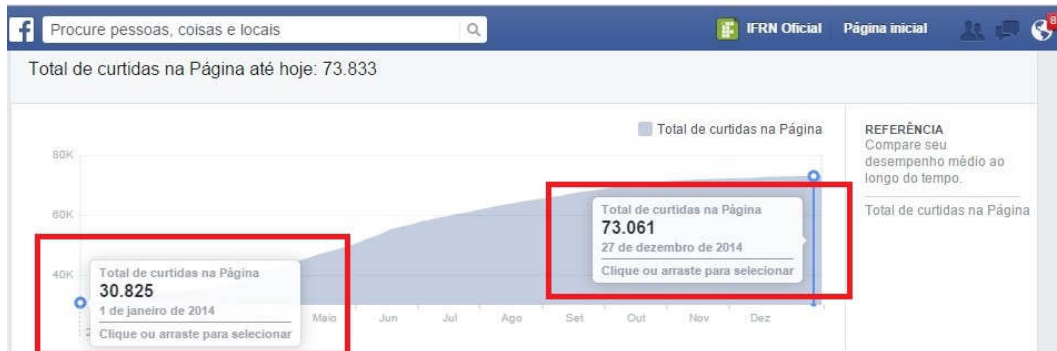 Procure pessoas, coisas e locais
IFRN Oficial
Página inicial
8
Total de curtidas na Página até hoje: 73.833
Total de curtidas na Página
80K
60K
40K
Total de curtidas na Página
30.825
1 de janeiro de 2014
Clique ou arraste para selecionar
Total de curtidas na Página
73.061
27 de dezembro de 2014
Clique ou arraste para selecionar
Maio Jun Jul Ago Set Out Nov Dez
REFERÊNCIA
Compare seu
desempenho médio ao
longo do tempo.
Total de curtidas na Página